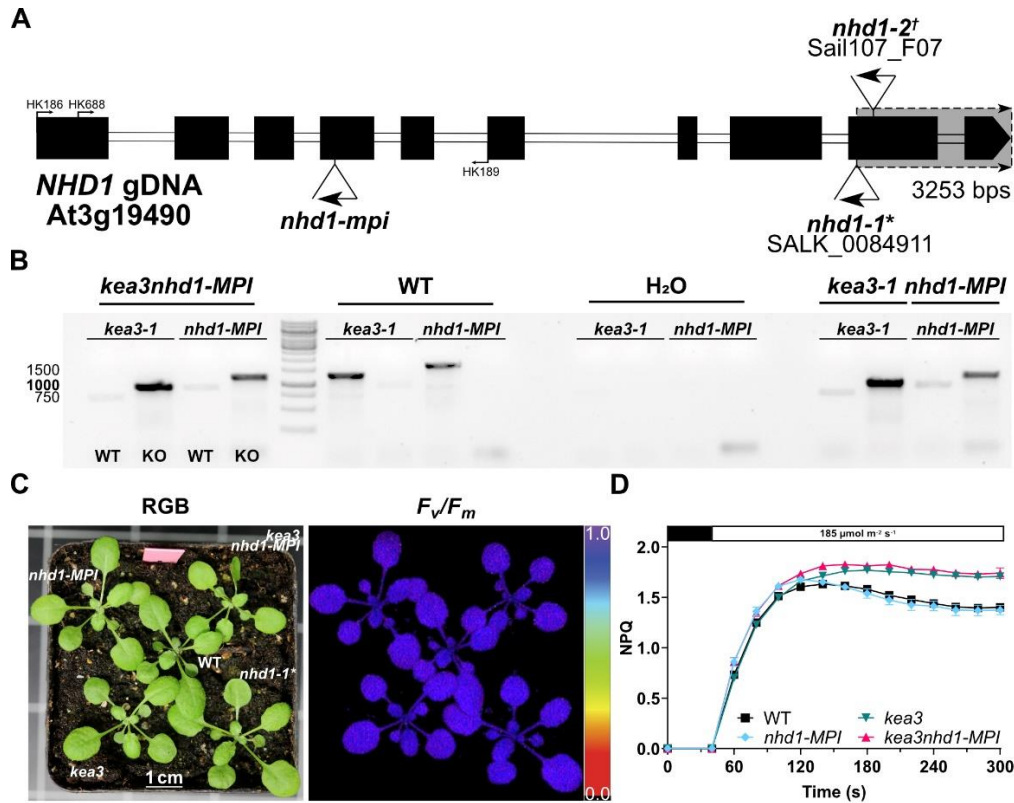 A
nhd1-2†
Sail107_F07
HK186 HK688
HK189
NHD1 gDNA
At3g19490
nhd1-mpi
3253 bps
nhd1-1*
SALK_0084911
B
kea3nhd1-MPI WT H₂O kea3-1 nhd1-MPI
kea3-1 nhd1-MPI kea3-1 nhd1-MPI kea3-1 nhd1-MPI kea3-1 nhd1-MPI
1500
1000
750
WT KO WT KO
C
RGB
Fv/Fm
kea3
nhd1-MPI
nhd1-MPI
WT
nhd1-1*
kea3
1 cm
1.0
0.0
D
185 µmol m⁻² s⁻¹
2.0
1.5
1.0
0.5
0.0
NPQ
WT kea3
nhd1-MPI kea3nhd1-MPI
0 60 120 180 240 300
Time (s)